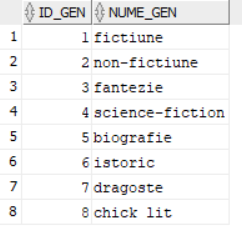 ID_GEN NUME_GEN
1 1 fictiune
2 2 non-fictiune
3 3 fantezie
4 4 science-fiction
5 5 biografie
6 6 istoric
7 7 dragoste
8 8 chick lit